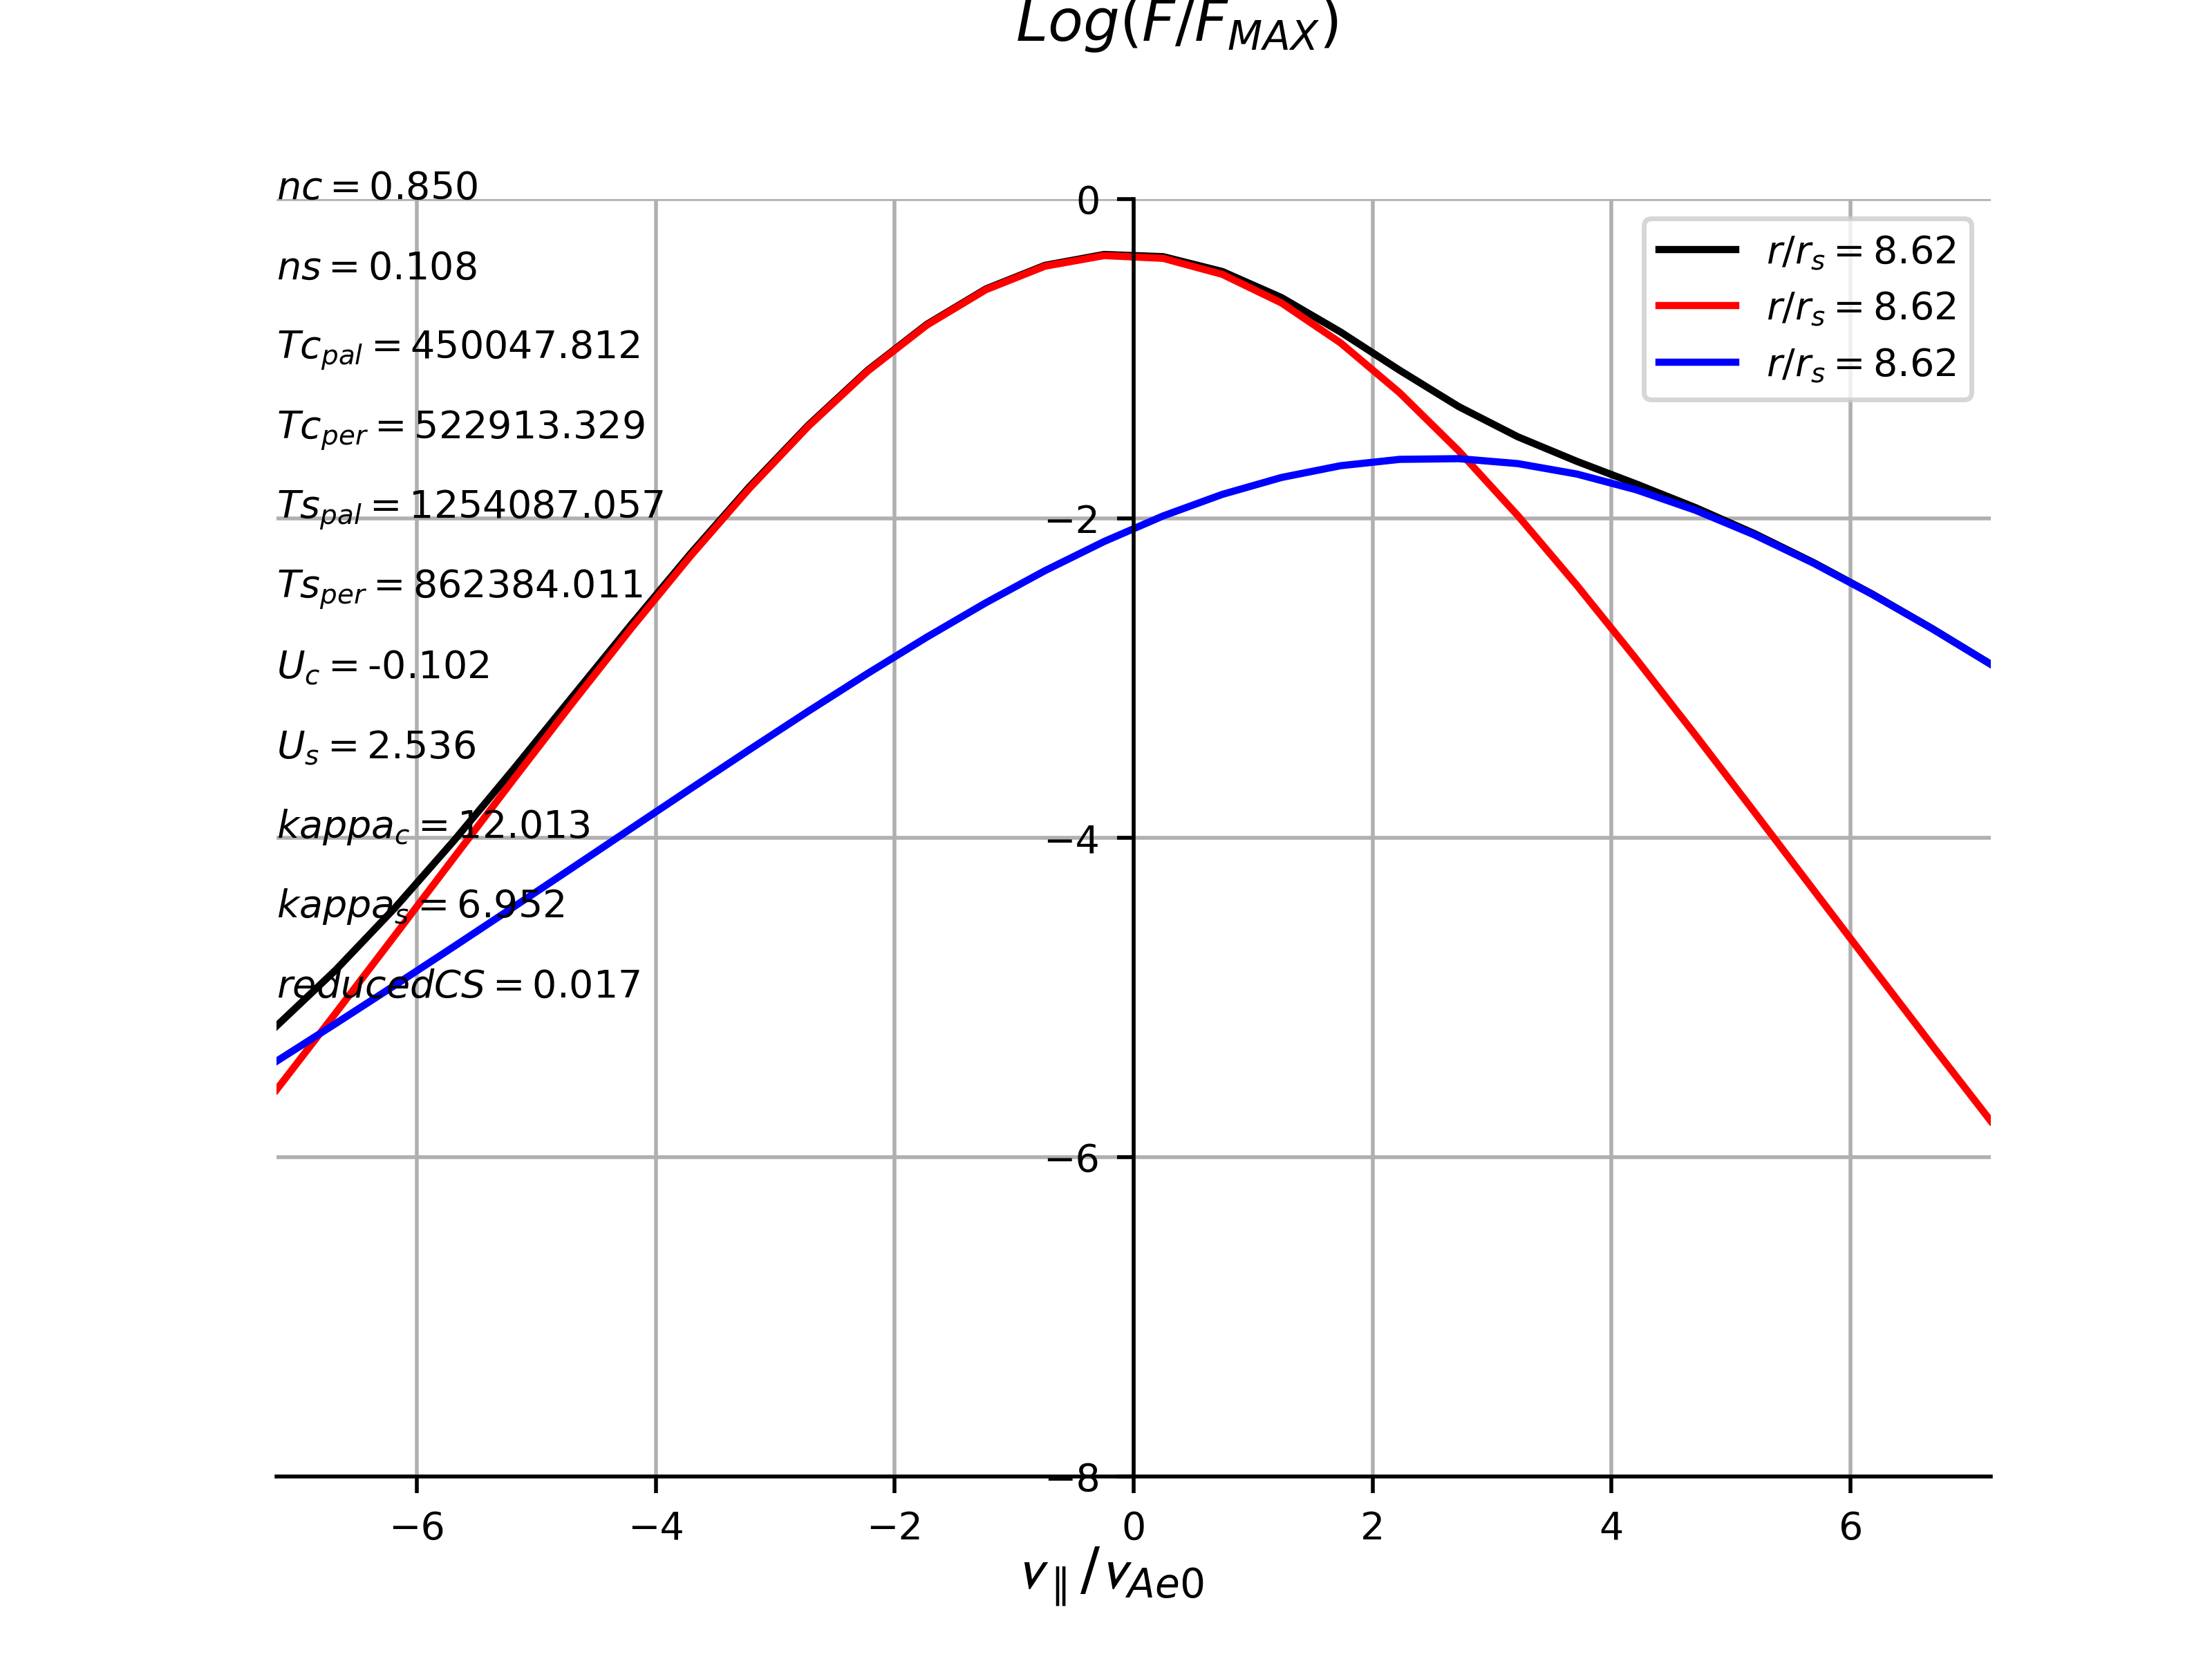 Log(F/F_MAX)
nc = 0.850
0
r/r_s = 8.62
ns = 0.108
r/r_s = 8.62
Tc_pal = 450047.812
r/r_s = 8.62
Tc_per = 522913.329
Ts_pal = 1254087.057
−2
Ts_per = 862384.011
U_c = -0.102
U_s = 2.536
kappa_c = 12.013
−4
kappa_s = 6.952
reducedCS = 0.017
−6
−8
−6 −4 −2 0 2 4 6
v_∥/v_Ae0